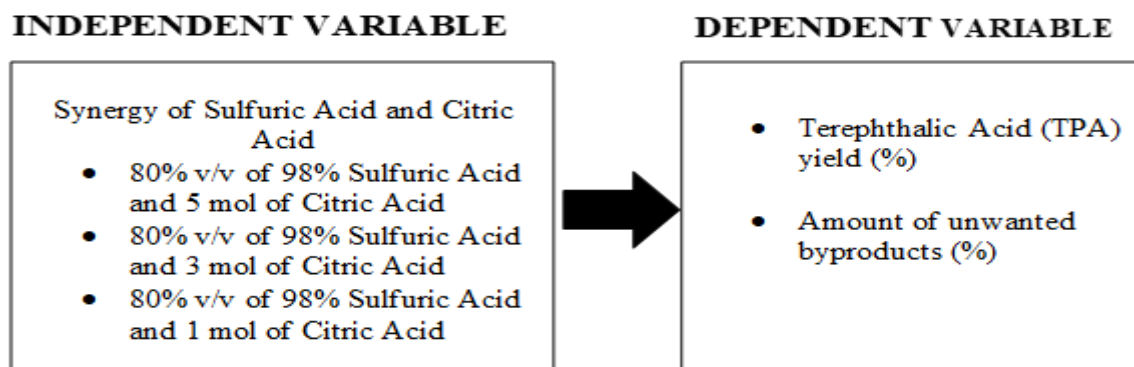 INDEPENDENT VARIABLE
Synergy of Sulfuric Acid and Citric
Acid
• 80% v/v of 98% Sulfuric Acid
and 5 mol of Citric Acid
• 80% v/v of 98% Sulfuric Acid
and 3 mol of Citric Acid
• 80% v/v of 98% Sulfuric Acid
and 1 mol of Citric Acid
DEPENDENT VARIABLE
• Terephthalic Acid (TPA)
yield (%)
• Amount of unwanted
byproducts (%)